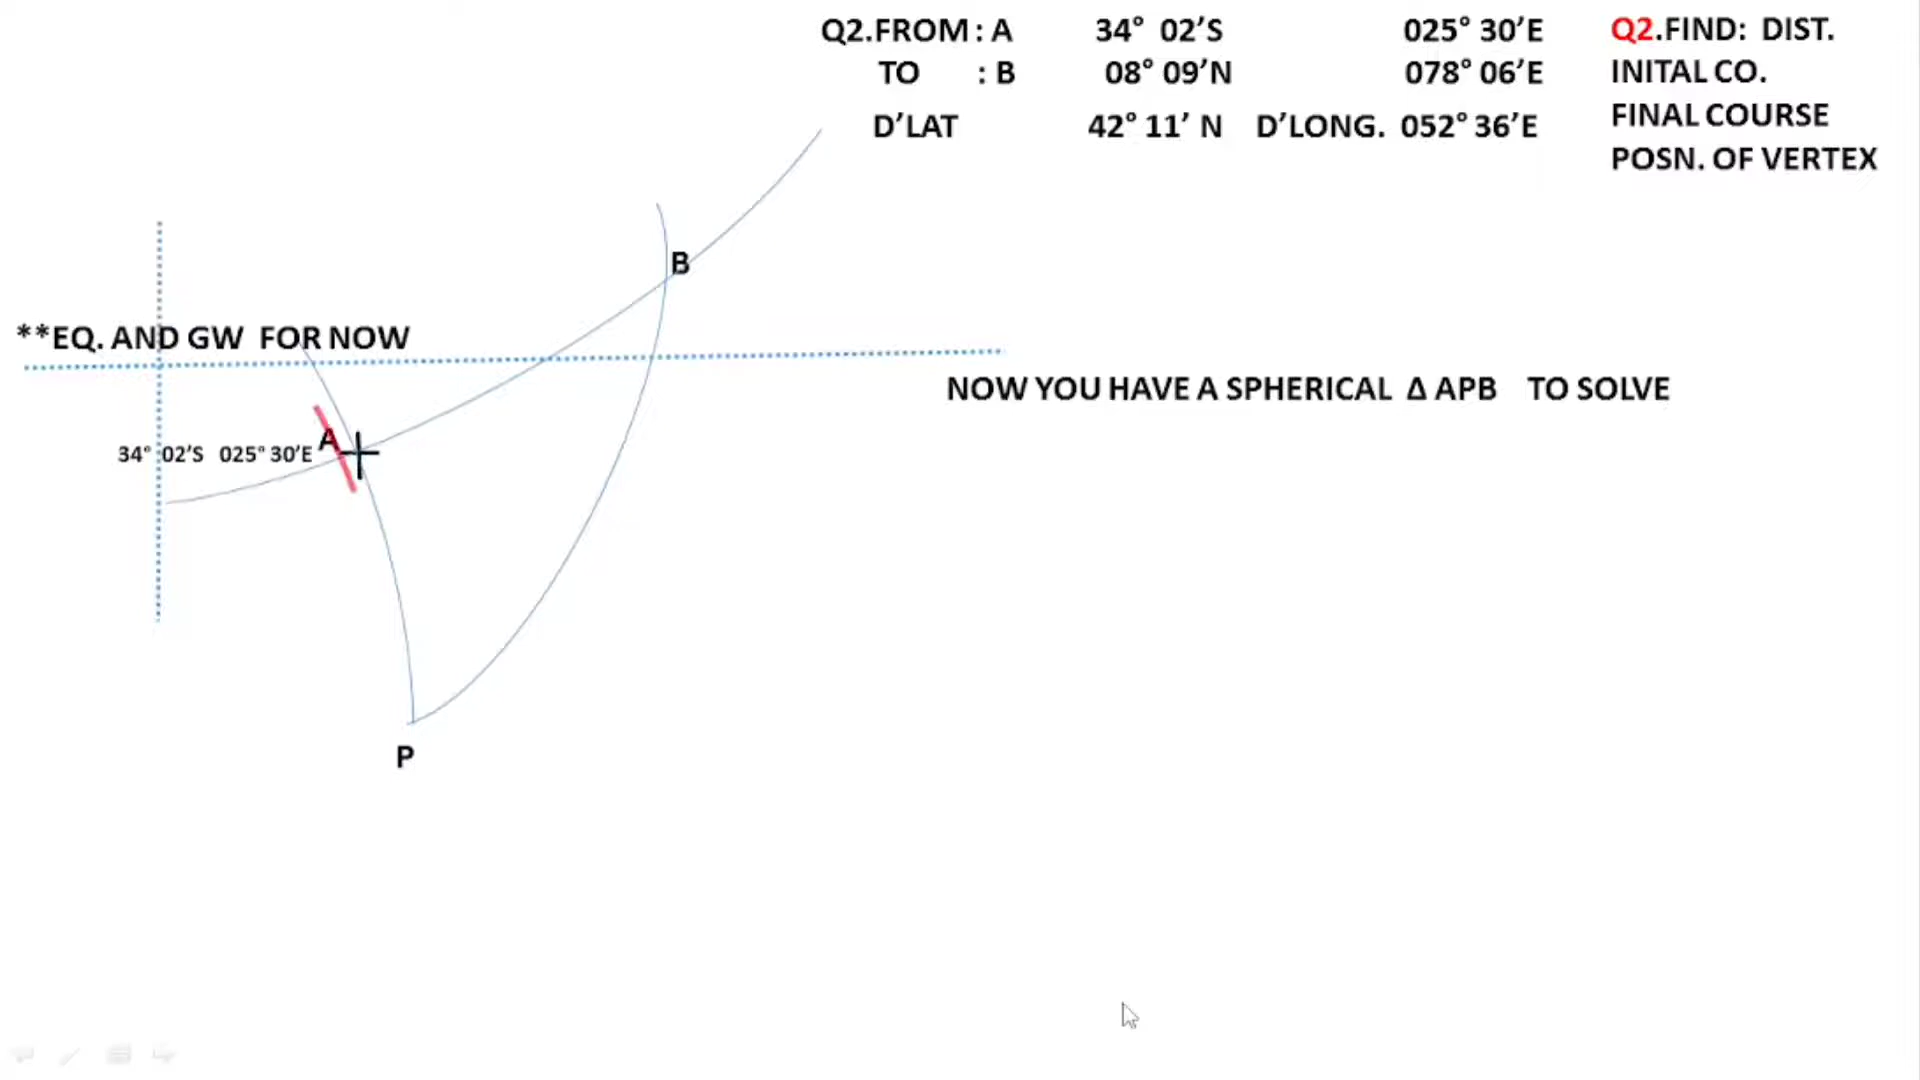 Q2.FROM : A 34° 02’S 025° 30’E
TO : B 08° 09’N 078° 06’E
D’LAT 42° 11’ N D’LONG. 052° 36’E
Q2.FIND: DIST.
INITAL CO.
FINAL COURSE
POSN. OF VERTEX
B
**EQ. AND GW FOR NOW
NOW YOU HAVE A SPHERICAL Δ APB TO SOLVE
A
34° 02’S 025° 30’E
P